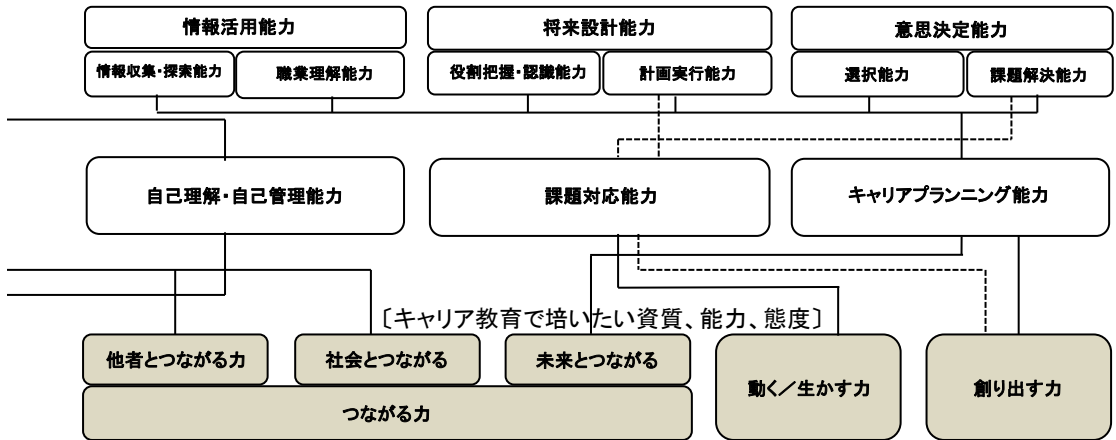 情報活用能力
将来設計能力
意思決定能力
情報収集・探索能力
職業理解能力
役割把握・認識能力
計画実行能力
選択能力
課題解決能力
自己理解・自己管理能力
課題対応能力
キャリアプランニング能力
〔キャリア教育で培いたい資質、能力、態度〕
他者とつながる力
社会とつながる
未来とつながる
動く／生かす力
創り出す力
つながる力